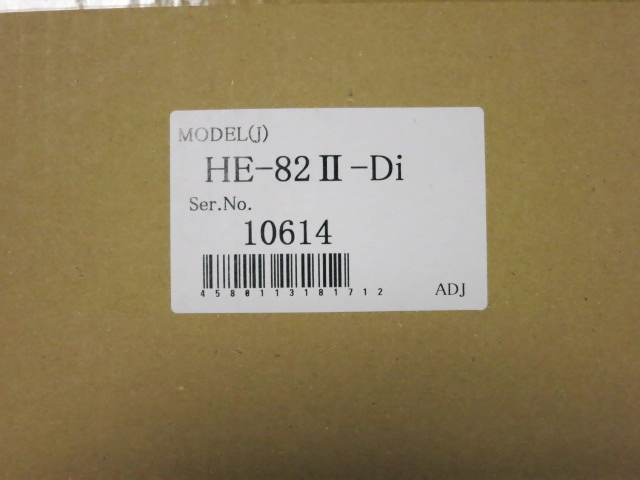 MODEL(J)
HE-82Ⅱ-Di
Ser.No.
10614
4580113181712
ADJ